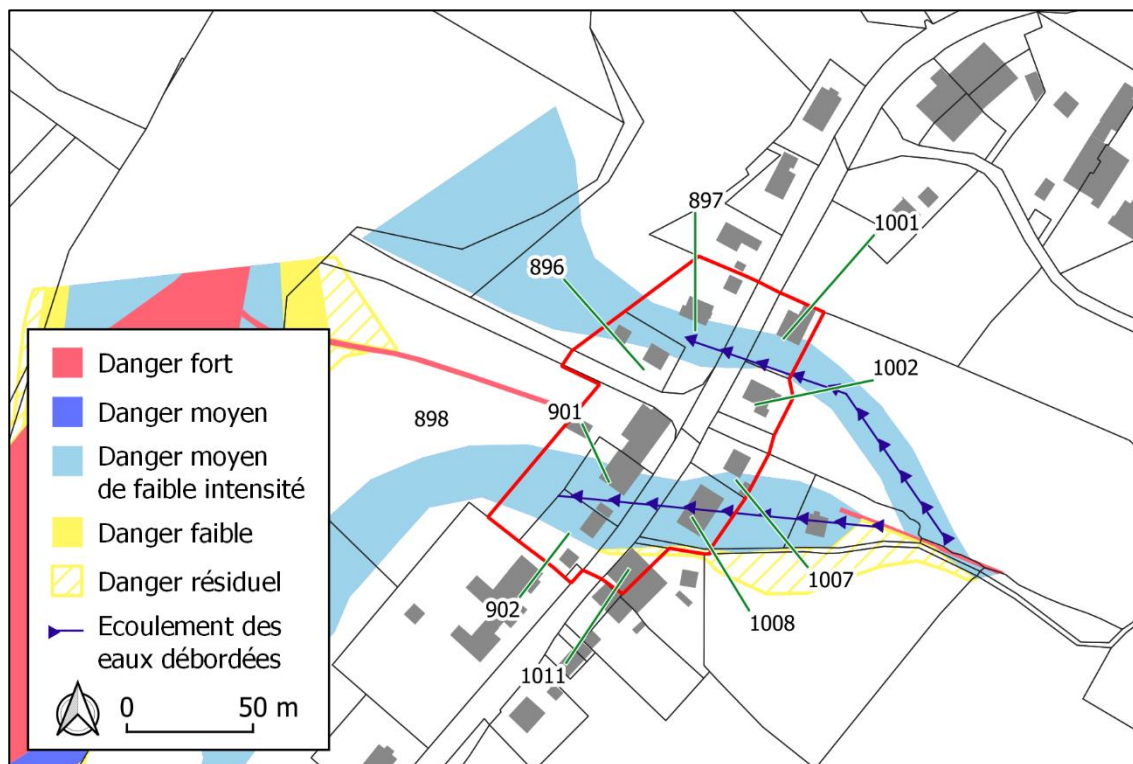 897
1001
896
1002
901
898
902
1007
1008
1011
Danger fort
Danger moyen
Danger moyen
de faible intensité
Danger faible
Danger résiduel
Ecoulement des
eaux débordées
0 50 m